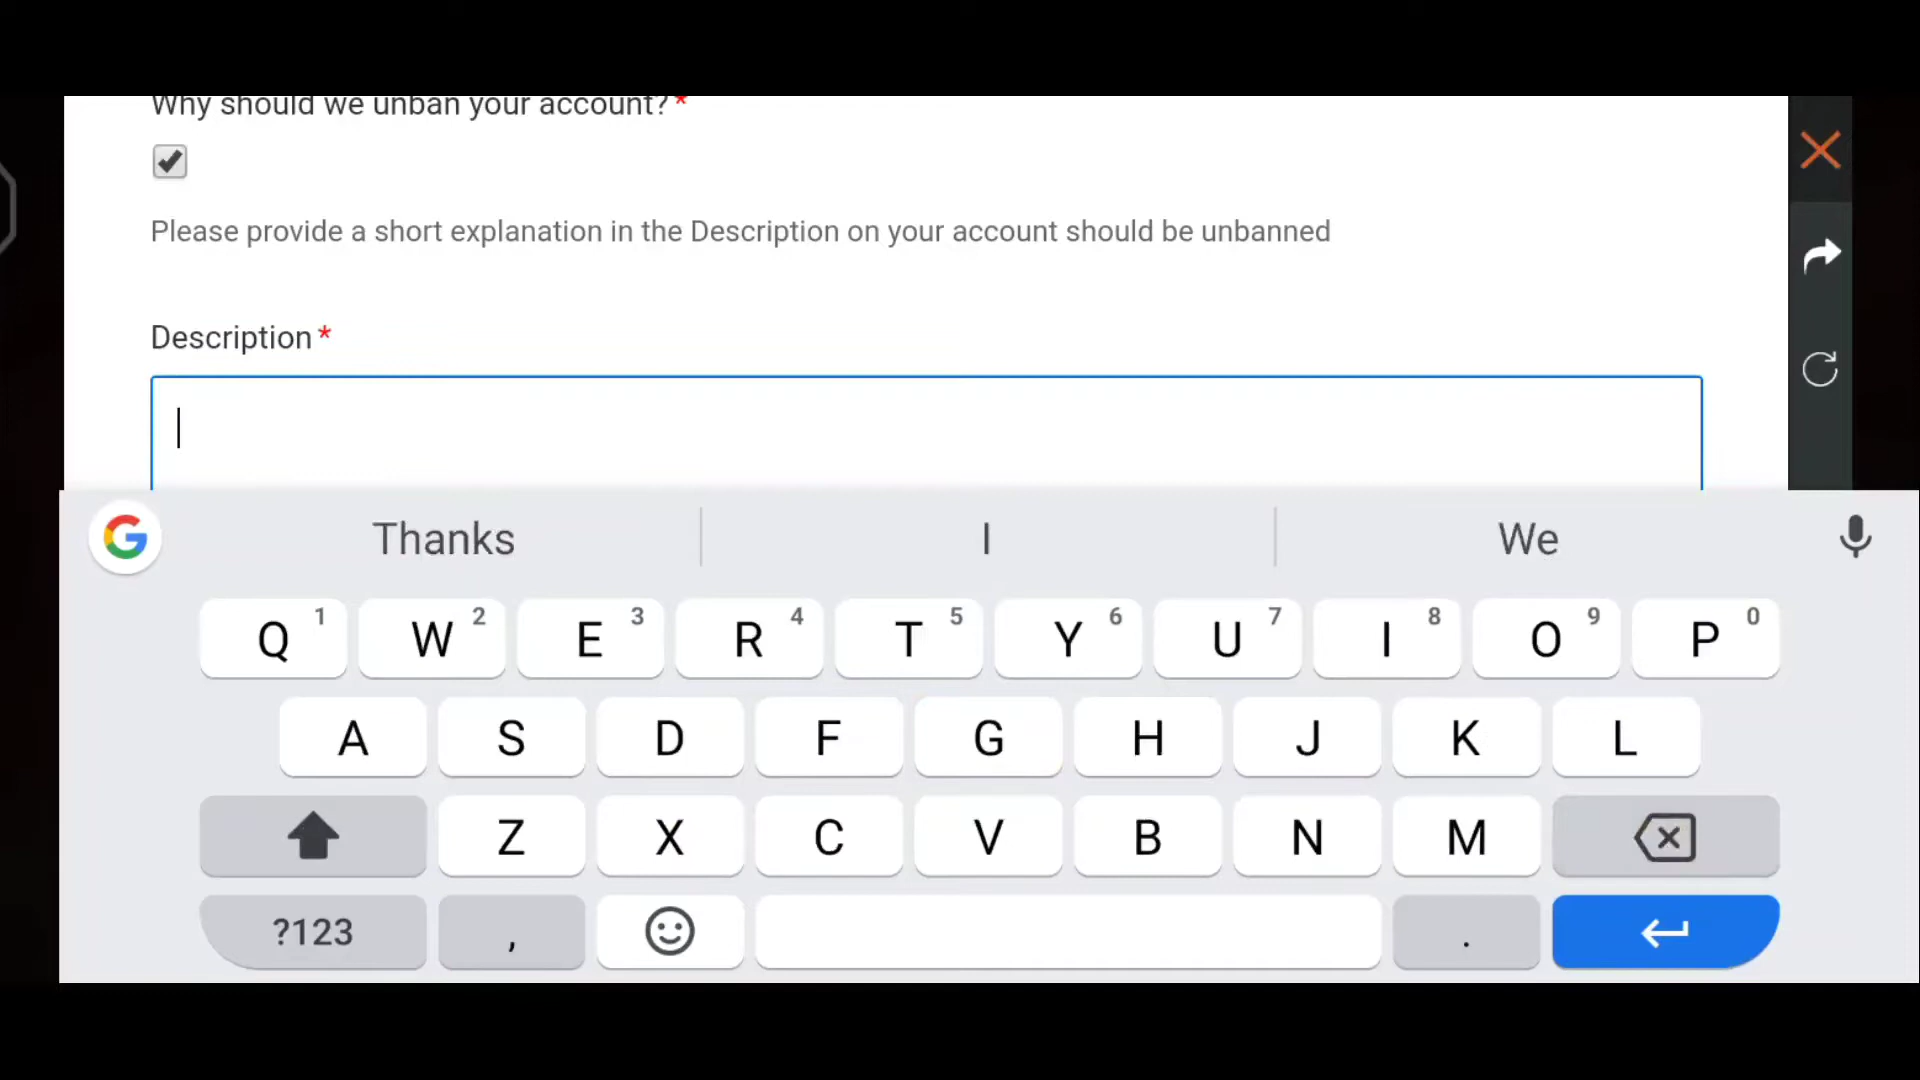 Why should we unban your account? *
Please provide a short explanation in the Description on your account should be unbanned
Description *
G Thanks I We
Q 1 W 2 E 3 R 4 T 5 Y 6 U 7 I 8 O 9 P 0
A S D F G H J K L
Z X C V B N M
?123 , .